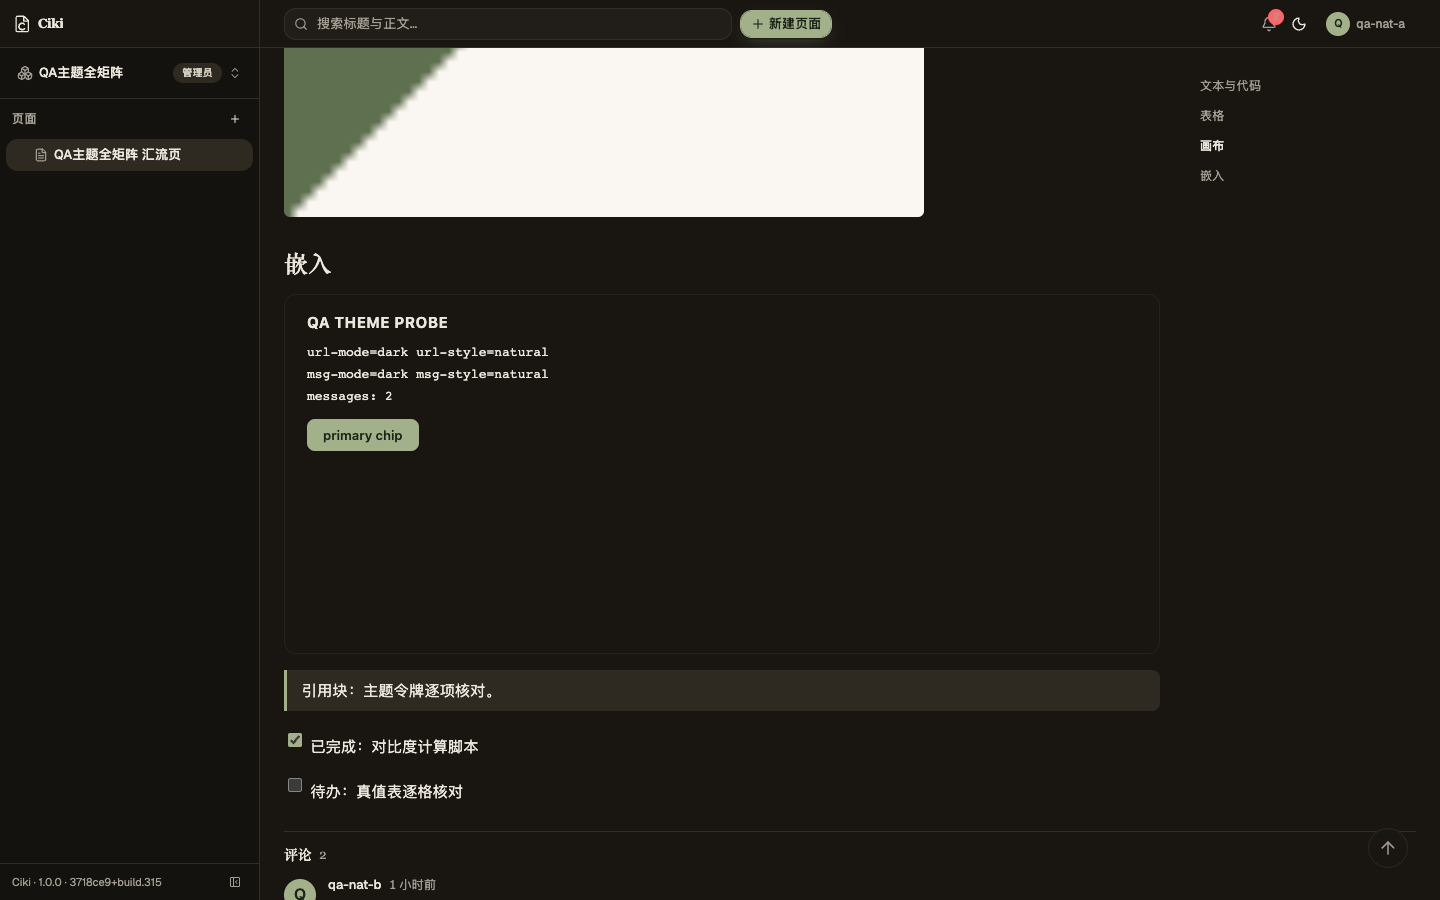 Ciki
搜索标题与正文...
新建页面
Q
qa-nat-a
QA主题全矩阵
管理员
页面
QA主题全矩阵 汇流页
文本与代码
表格
画布
嵌入
嵌入
QA THEME PROBE
url-mode=dark url-style=natural
msg-mode=dark msg-style=natural
messages: 2
primary chip
引用块：主题令牌逐项核对。
已完成：对比度计算脚本
待办：真值表逐格核对
评论 2
Q
qa-nat-b 1 小时前
Ciki · 1.0.0 · 3718ce9+build.315